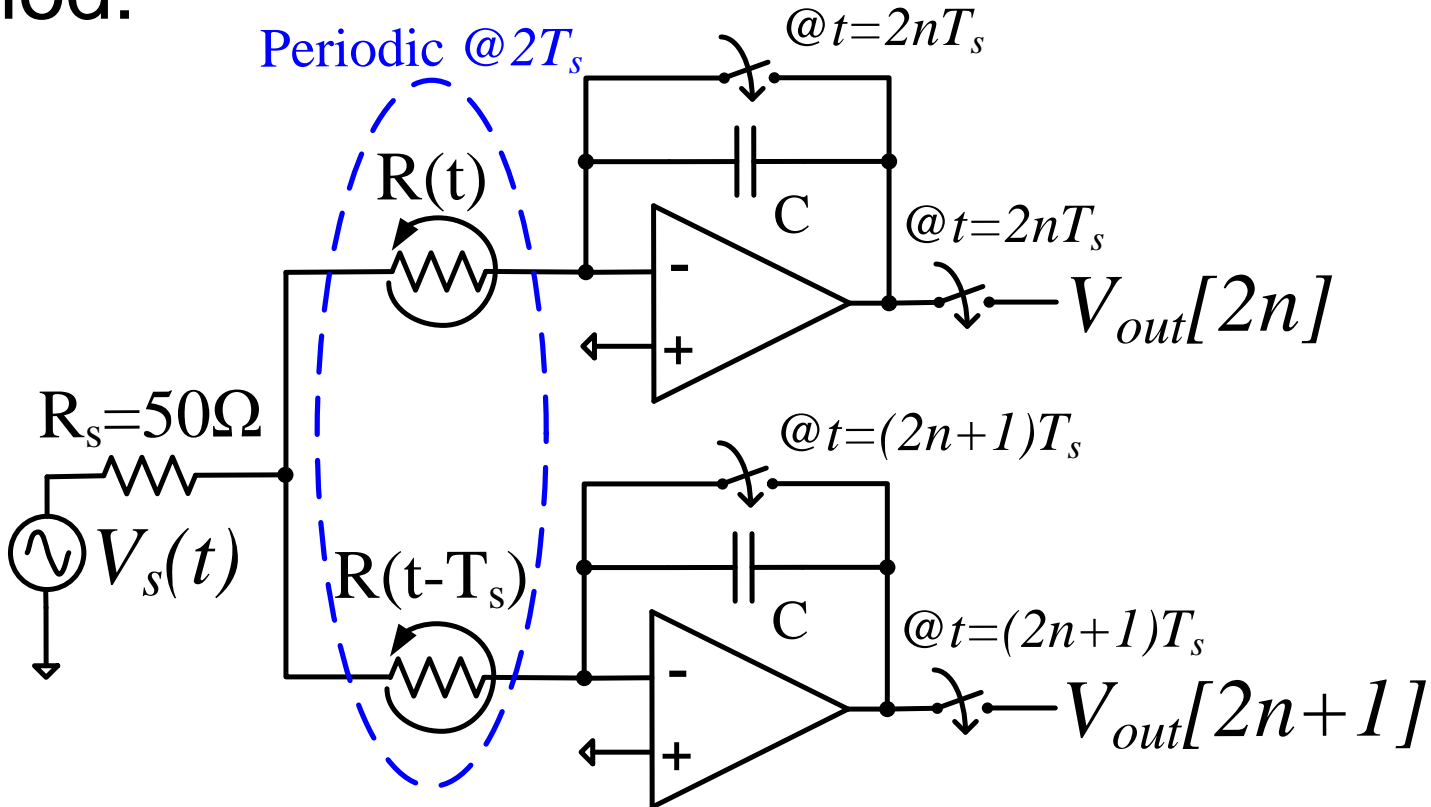 iod.
@t=2nTₛ
Periodic @2Tₛ
R(t)
C
@t=2nTₛ
-
+
Vₒᵤₜ[2n]
Rₛ=50Ω
@t=(2n+1)Tₛ
Vₛ(t)
R(t-Tₛ)
C
@t=(2n+1)Tₛ
-
+
Vₒᵤₜ[2n+1]